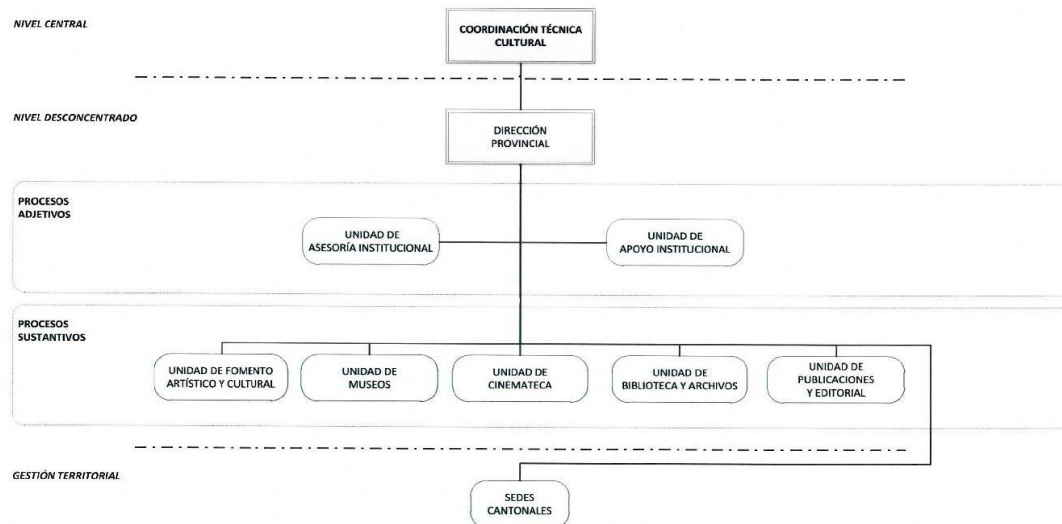 NIVEL CENTRAL
COORDINACIÓN TÉCNICA
CULTURAL
NIVEL DESCONCENTRADO
DIRECCIÓN
PROVINCIAL
PROCESOS
ADJETIVOS
UNIDAD DE
ASESORÍA INSTITUCIONAL
UNIDAD DE
APOYO INSTITUCIONAL
PROCESOS
SUSTANTIVOS
UNIDAD DE FOMENTO
ARTÍSTICO Y CULTURAL
UNIDAD DE
MUSEOS
UNIDAD DE
CINEMATECA
UNIDAD DE
BIBLIOTECA Y ARCHIVOS
UNIDAD DE
PUBLICACIONES
Y EDITORIAL
GESTIÓN TERRITORIAL
SEDES
CANTONALES